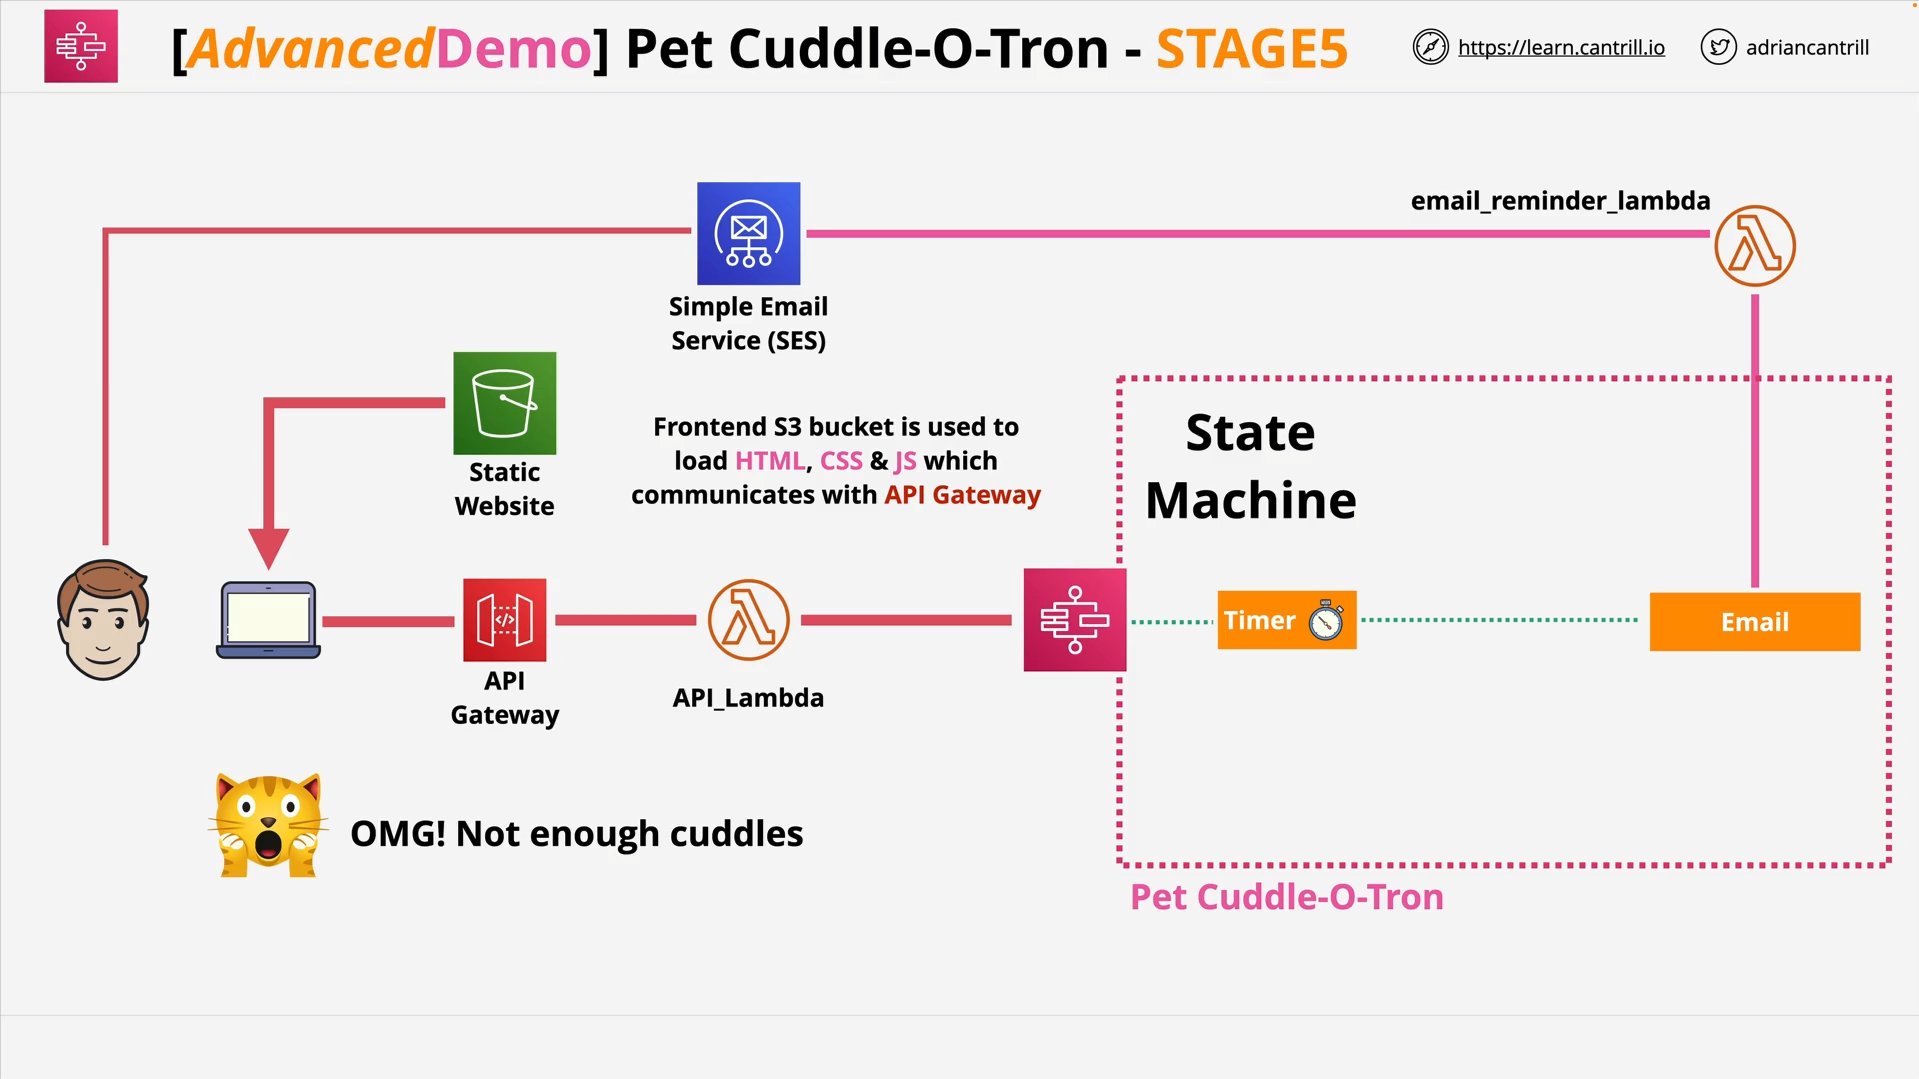 [AdvancedDemo] Pet Cuddle-O-Tron - STAGE5
https://learn.cantrill.io
adriancantrill
email_reminder_lambda
Simple Email
Service (SES)
Static
Website
Frontend S3 bucket is used to
load HTML, CSS & JS which
communicates with API Gateway
State
Machine
Timer
Email
API
Gateway
API_Lambda
OMG! Not enough cuddles
Pet Cuddle-O-Tron